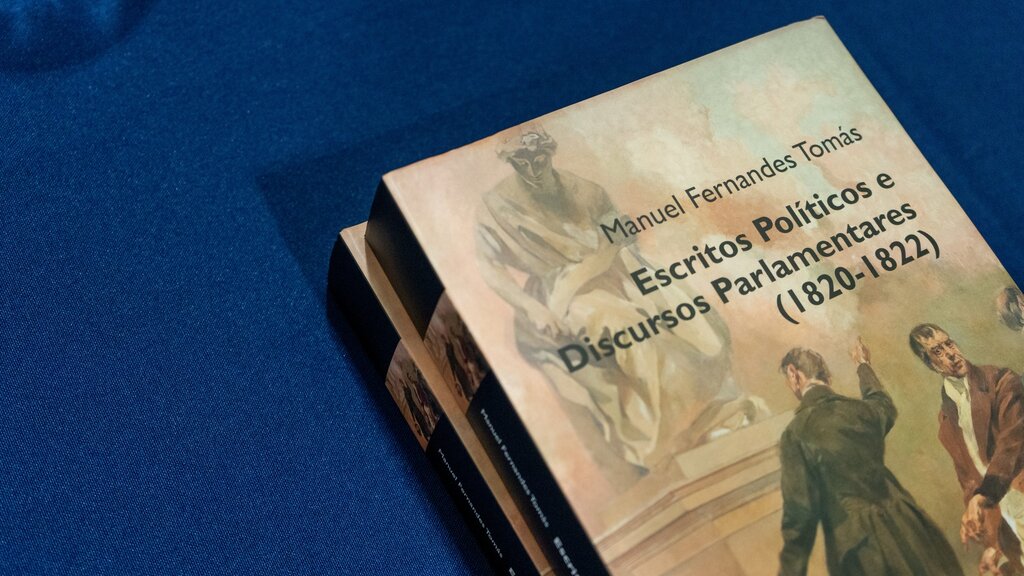 Manuel Fernandes Tomás
Escritos Políticos e
Discursos Parlamentares
(1820-1822)
Manuel Fernandes Tomás
Manuel Fernandes Tomás